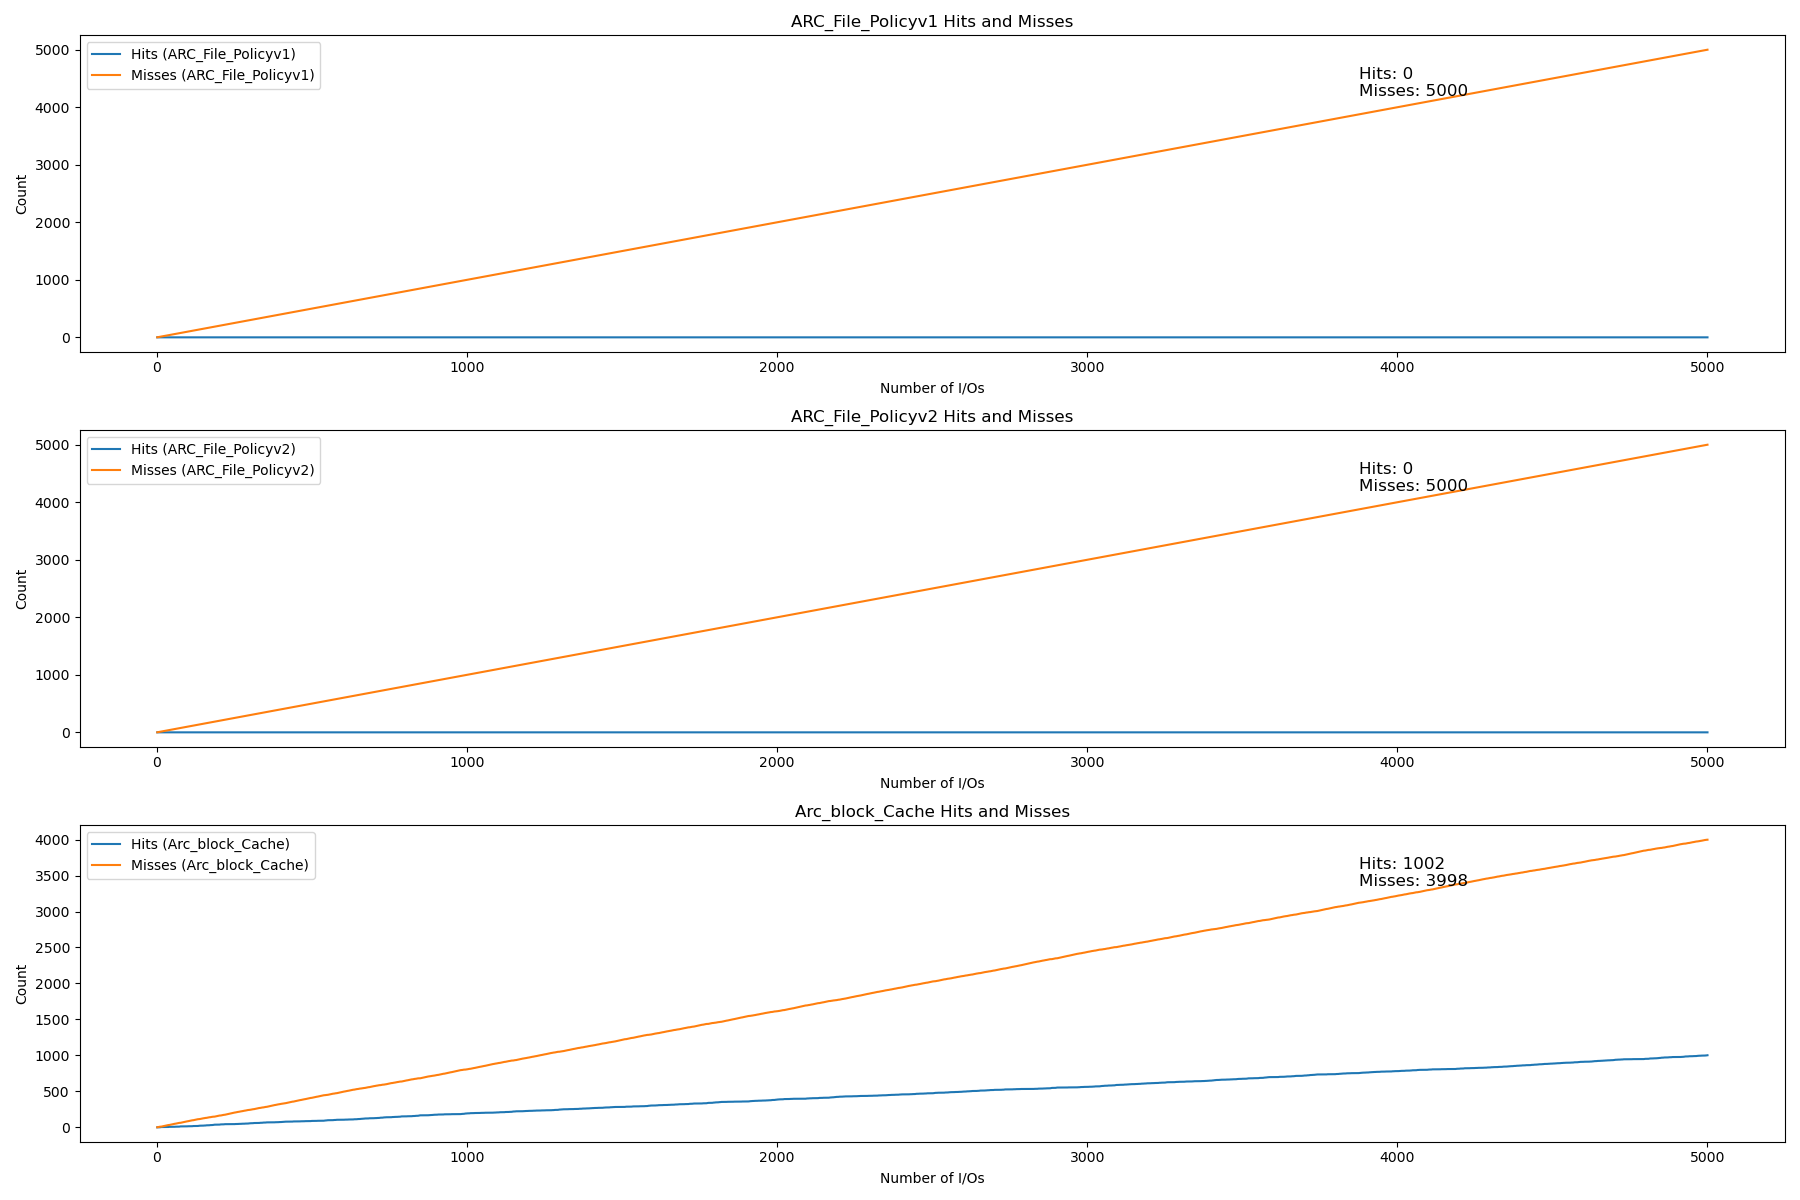 ARC_File_Policyv1 Hits and Misses
Hits (ARC_File_Policyv1)
Misses (ARC_File_Policyv1)
Hits: 0
Misses: 5000
5000
4000
3000
2000
1000
0
Count
0 1000 2000 3000 4000 5000
Number of I/Os
ARC_File_Policyv2 Hits and Misses
Hits (ARC_File_Policyv2)
Misses (ARC_File_Policyv2)
Hits: 0
Misses: 5000
5000
4000
3000
2000
1000
0
Count
0 1000 2000 3000 4000 5000
Number of I/Os
Arc_block_Cache Hits and Misses
Hits (Arc_block_Cache)
Misses (Arc_block_Cache)
Hits: 1002
Misses: 3998
4000
3500
3000
2500
2000
1500
1000
500
0
Count
0 1000 2000 3000 4000 5000
Number of I/Os